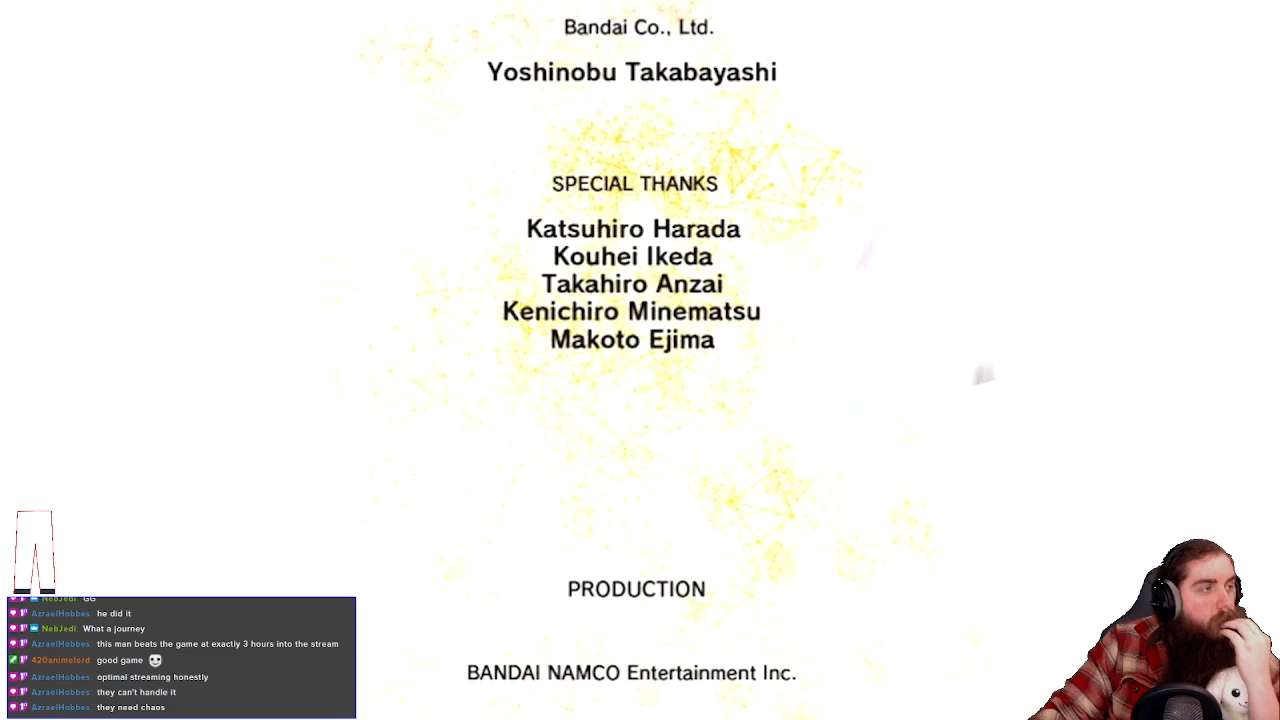 Bandai Co., Ltd.
Yoshinobu Takabayashi
SPECIAL THANKS
Katsuhiro Harada
Kouhei Ikeda
Takahiro Anzai
Kenichiro Minematsu
Makoto Ejima
PRODUCTION
BANDAI NAMCO Entertainment Inc.
NebJedi: GG
AzraelHobbes: he did it
NebJedi: What a journey
AzraelHobbes: this man beats the game at exactly 3 hours into the stream
420animelord: good game
AzraelHobbes: optimal streaming honestly
AzraelHobbes: they can't handle it
AzraelHobbes: they need chaos